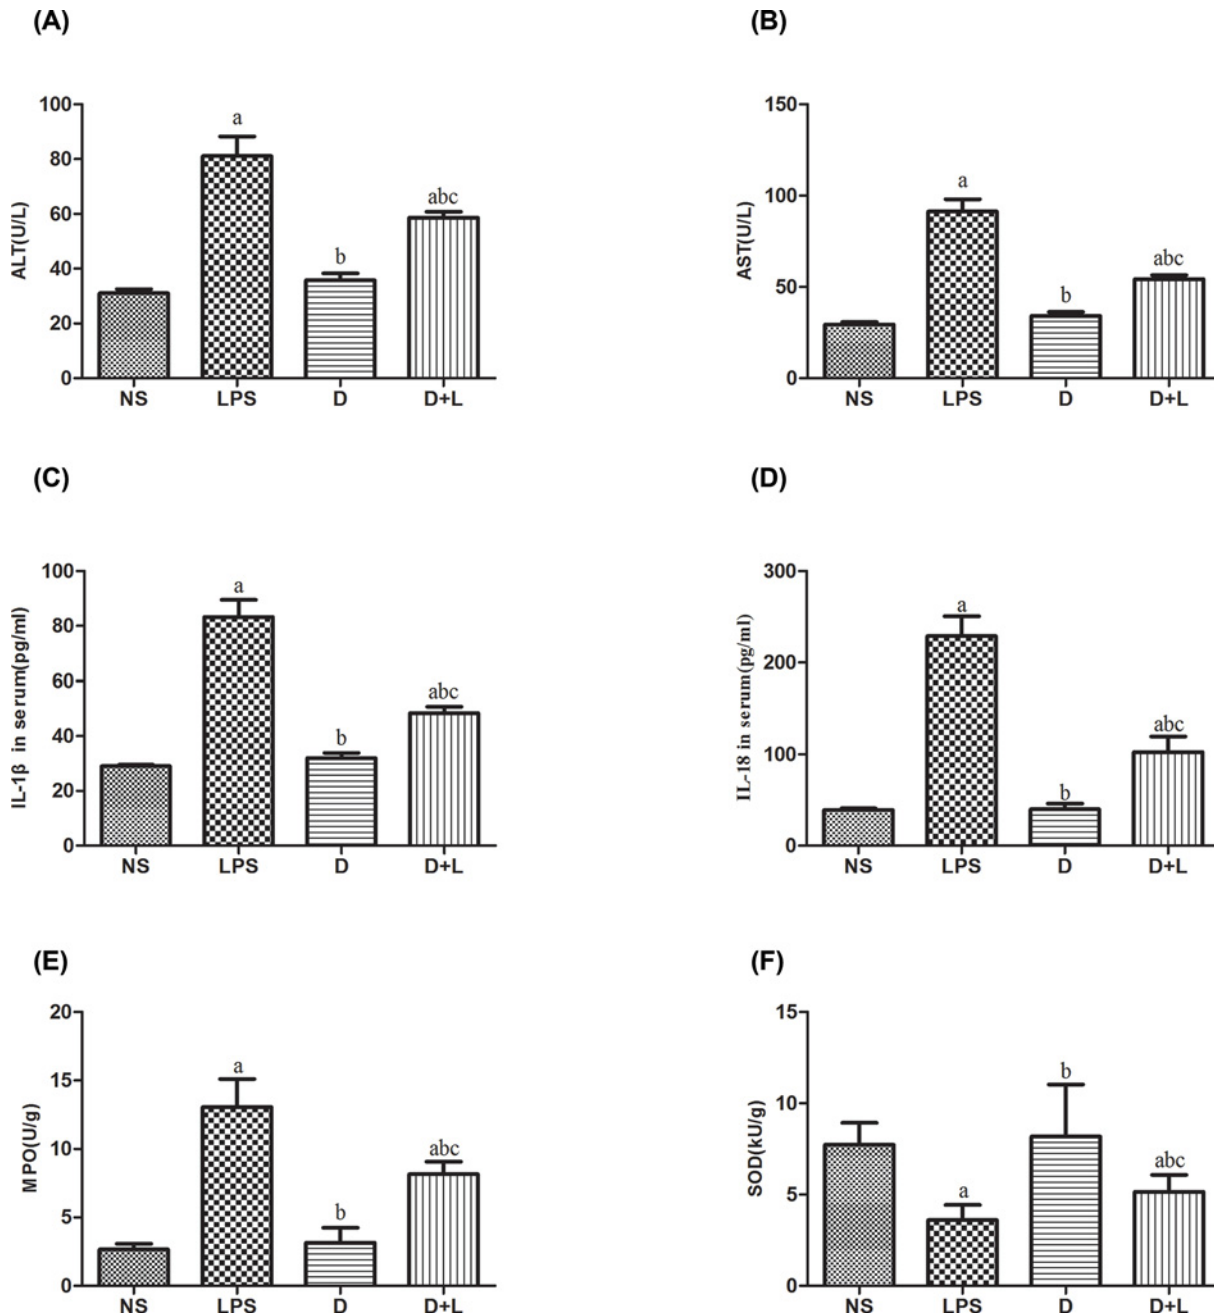 (A)
ALT(U/L)
100
80
60
40
20
0
a
b
abc
NS LPS D D+L
(B)
AST(U/L)
150
100
50
0
a
b
abc
NS LPS D D+L
(C)
IL-1β in serum(pg/ml)
100
80
60
40
20
0
a
b
abc
NS LPS D D+L
(D)
IL-18 in serum(pg/ml)
300
200
100
0
a
b
abc
NS LPS D D+L
(E)
MPO(U/g)
20
15
10
5
0
a
b
abc
NS LPS D D+L
(F)
SOD(kU/g)
15
10
5
0
a
b
abc
NS LPS D D+L